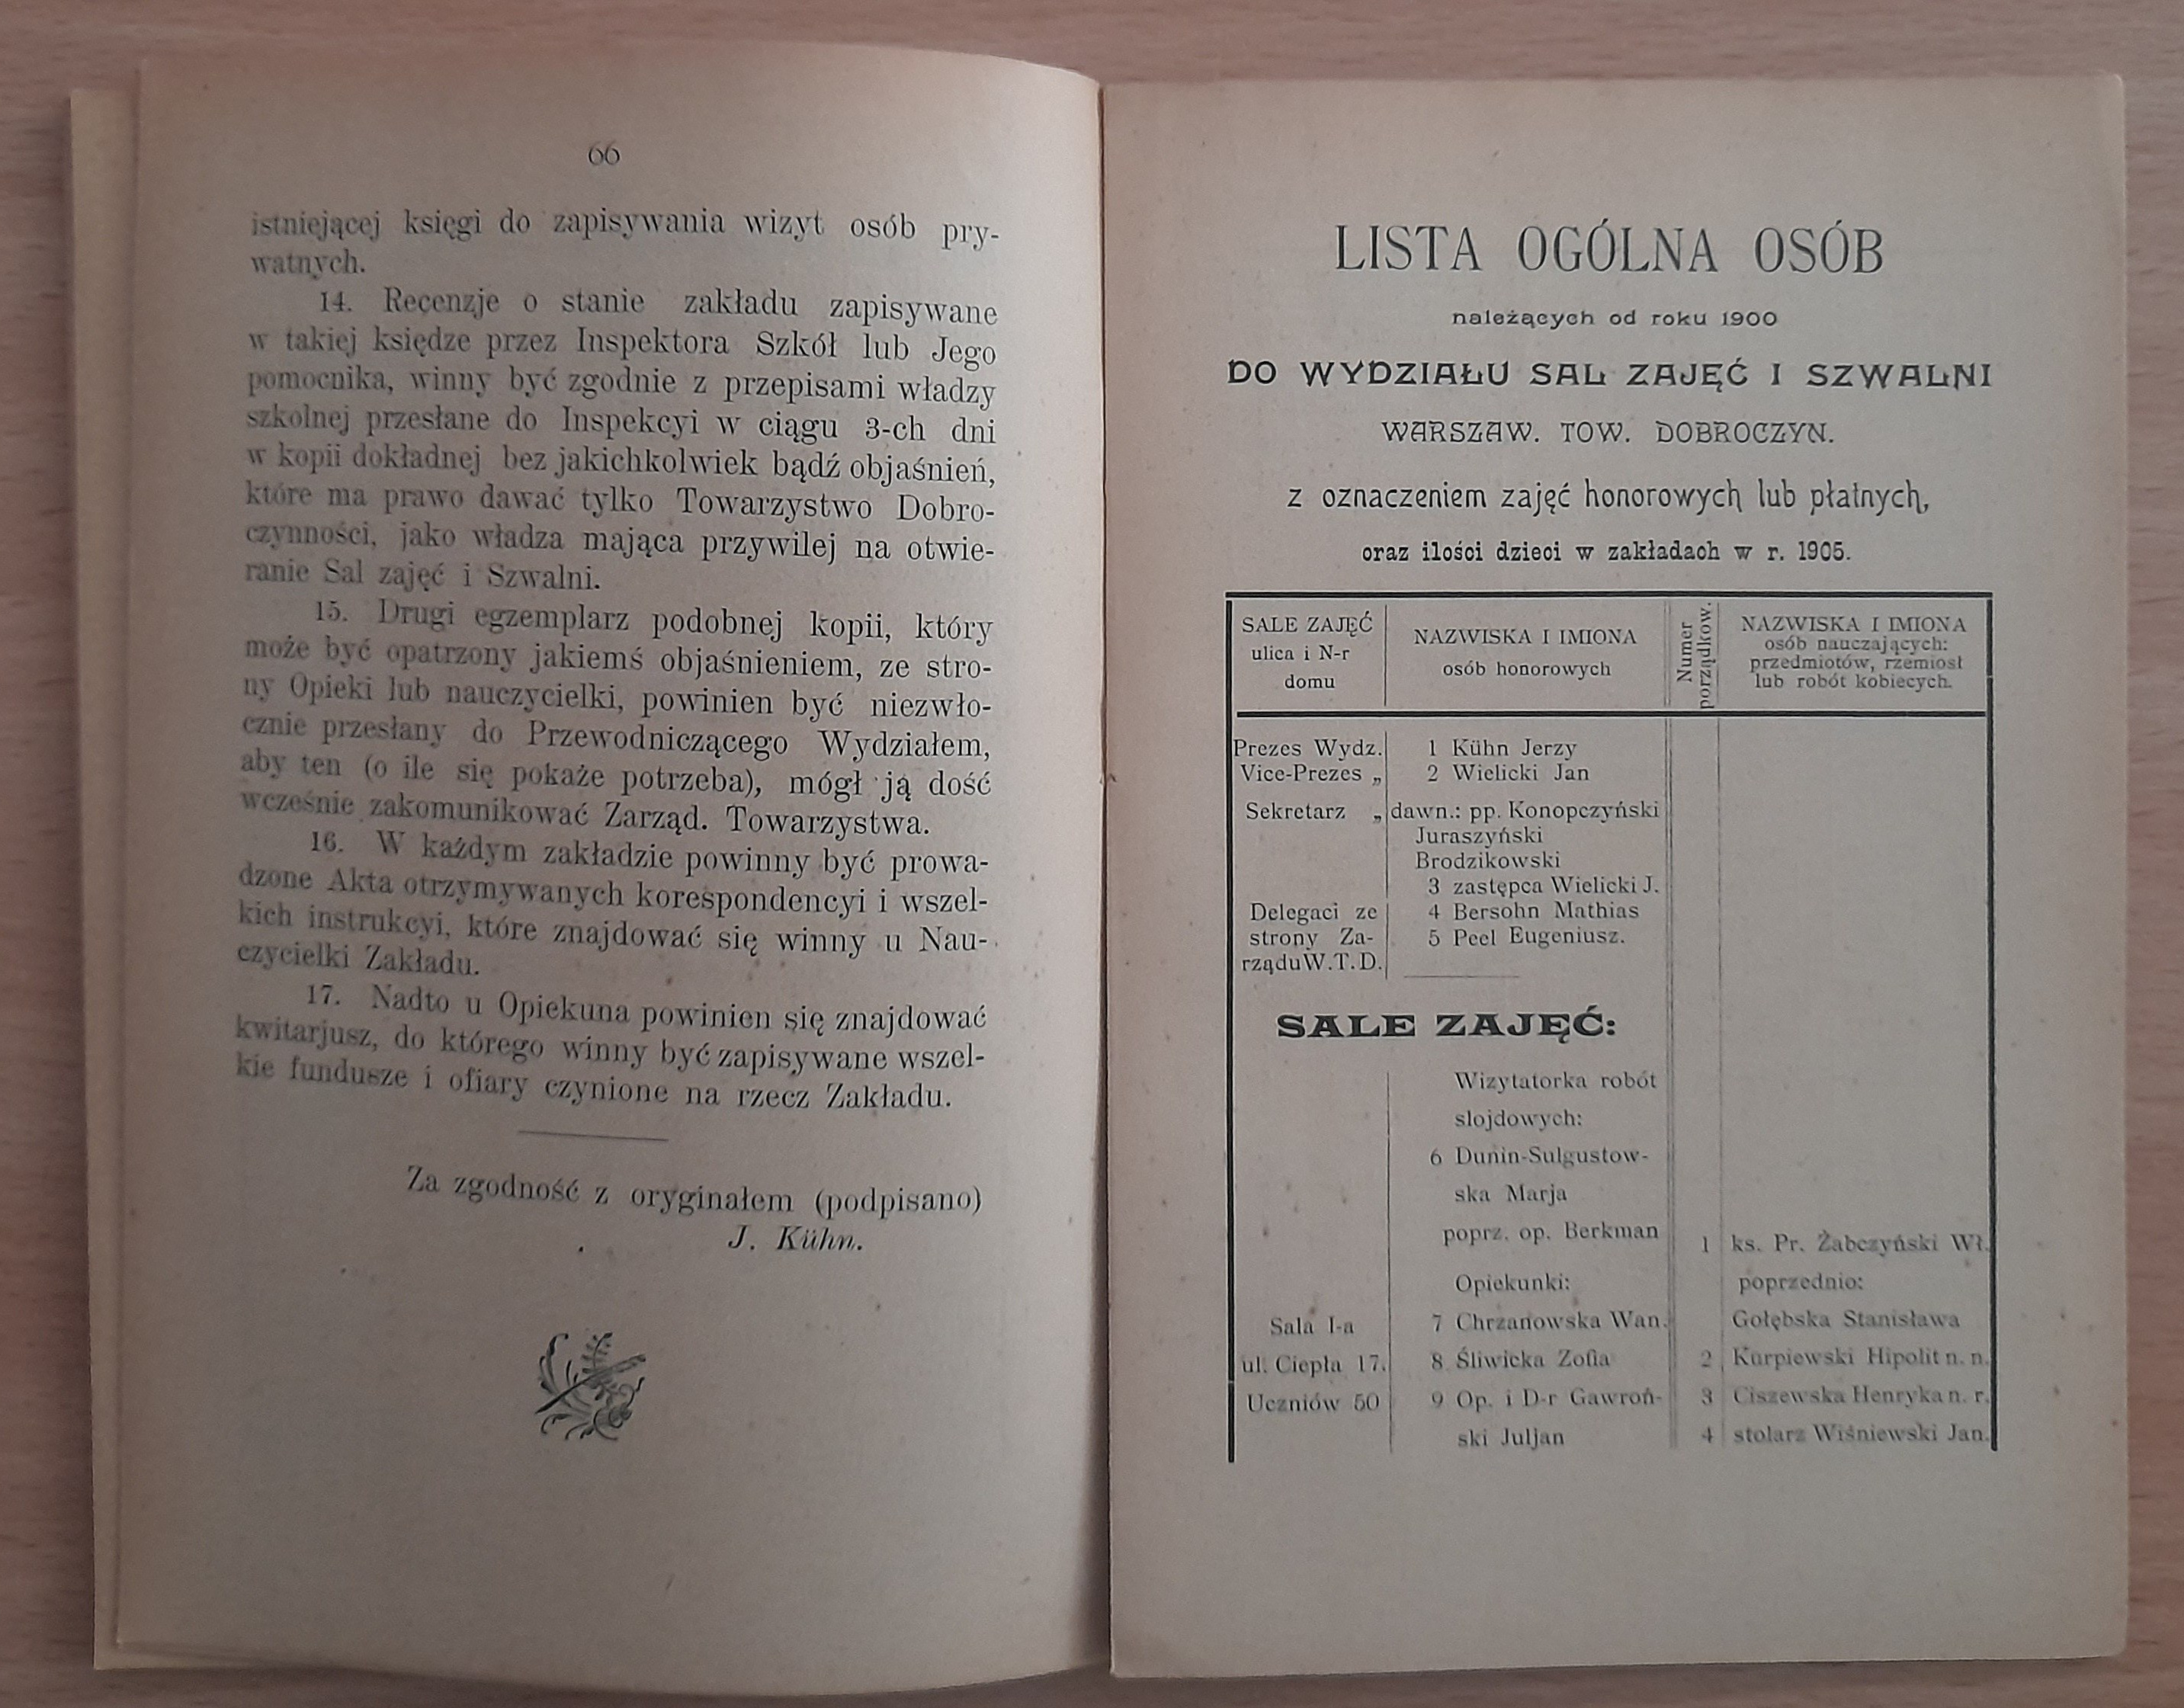 66
istniejącej księgi do zapisywania wizyt osób pry-
watnych.
14. Recenzje o stanie zakładu zapisywane
w takiej księdze przez Inspektora Szkół lub Jego
pomocnika, winny być zgodnie z przepisami władzy
szkolnej przesłane do Inspekcyi w ciągu 3-ch dni
w kopii dokładnej bez jakichkolwiek bądź objaśnień,
które ma prawo dawać tylko Towarzystwo Dobro-
czynności, jako władza mająca przywilej na otwie-
ranie Sal zajęć i Szwalni.
15. Drugi egzemplarz podobnej kopii, który
może być opatrzony jakiemś objaśnieniem, ze stro-
ny Opieki lub nauczycielki, powinien być niezwło-
cznie przesłany do Przewodniczącego Wydziałem,
aby ten (o ile się pokaże potrzeba), mógł ją dość
wcześnie zakomunikować Zarząd. Towarzystwa.
16. W każdym zakładzie powinny być prowa-
dzone Akta otrzymywanych korespondencyi i wszel-
kich instrukcyi, które znajdować się winny u Nau-
czycielki Zakładu.
17. Nadto u Opiekuna powinien się znajdować
kwitarjusz, do którego winny być zapisywane wszel-
kie fundusze i ofiary czynione na rzecz Zakładu.
Za zgodność z oryginałem (podpisano)
J. Kühn.
LISTA OGÓLNA OSÓB
należących od roku 1900
DO WYDZIAŁU SAL ZAJĘĆ I SZWALNI
WARSZAW. TOW. DOBROCZYN.
z oznaczeniem zajęć honorowych lub płatnych,
oraz ilości dzieci w zakładach w r. 1905.
SALE ZAJĘĆ
ulica i N-r
domu
NAZWISKA I IMIONA
osób honorowych
Numer
porządkow.
NAZWISKA I IMIONA
osób nauczających:
przedmiotów, rzemiosł
lub robót kobiecych.
Prezes Wydz. 1 Kühn Jerzy
Vice-Prezes „ 2 Wielicki Jan
Sekretarz „ dawn.: pp. Konopczyński
Juraszyński
Brodzikowski
3 zastępca Wielicki J.
Delegaci ze 4 Bersohn Mathias
strony Za- 5 Peel Eugeniusz.
rządu W.T.D.
SALE ZAJĘĆ:
Wizytatorka robót
slojdowych:
6 Dunin-Sulgustow-
ska Marja
poprz. op. Berkman 1 ks. Pr. Żabczyński Wł.
Opiekunki: poprzednio:
Sala I-a 7 Chrzanowska Wan. Gołębska Stanisława
ul. Ciepła 17. 8 Śliwicka Zofia 2 Kurpiewski Hipolit n. n.
Uczniów 50 9 Op. i D-r Gawroń- 3 Ciszewska Henryka n. r.
ski Juljan 4 stolarz Wiśniewski Jan.